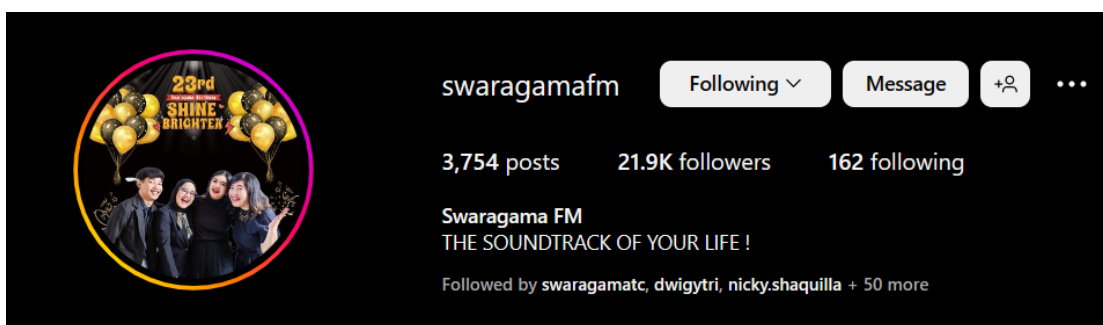 23rd
SHINE
BRIGHTER
swaragamafm
Following
Message
3,754 posts 21.9K followers 162 following
Swaragama FM
THE SOUNDTRACK OF YOUR LIFE !
Followed by swaragamatc, dwigytri, nicky.shaquilla + 50 more